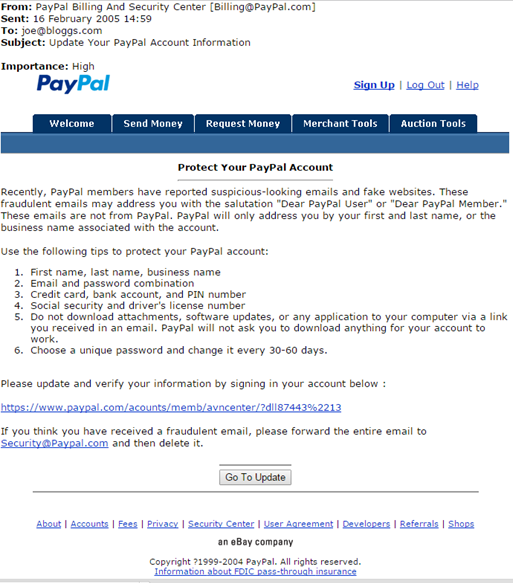 From: PayPal Billing And Security Center [Billing@PayPal.com]
Sent: 16 February 2005 14:59
To: joe@bloggs.com
Subject: Update Your PayPal Account Information
Importance: High
PayPal
Sign Up | Log Out | Help
Welcome Send Money Request Money Merchant Tools Auction Tools
Protect Your PayPal Account
Recently, PayPal members have reported suspicious-looking emails and fake websites. These
fraudulent emails may address you with the salutation "Dear PayPal User" or "Dear PayPal Member."
These emails are not from PayPal. PayPal will only address you by your first and last name, or the
business name associated with the account.
Use the following tips to protect your PayPal account:
1. First name, last name, business name
2. Email and password combination
3. Credit card, bank account, and PIN number
4. Social security and driver's license number
5. Do not download attachments, software updates, or any application to your computer via a link
you received in an email. PayPal will not ask you to download anything for your account to
work.
6. Choose a unique password and change it every 30-60 days.
Please update and verify your information by signing in your account below :
https://www.paypal.com/acounts/memb/avncenter/?dll87443%2213
If you think you have received a fraudulent email, please forward the entire email to
Security@Paypal.com and then delete it.
Go To Update
About | Accounts | Fees | Privacy | Security Center | User Agreement | Developers | Referrals | Shops
an eBay company
Copyright ?1999-2004 PayPal. All rights reserved.
Information about FDIC pass-through insurance